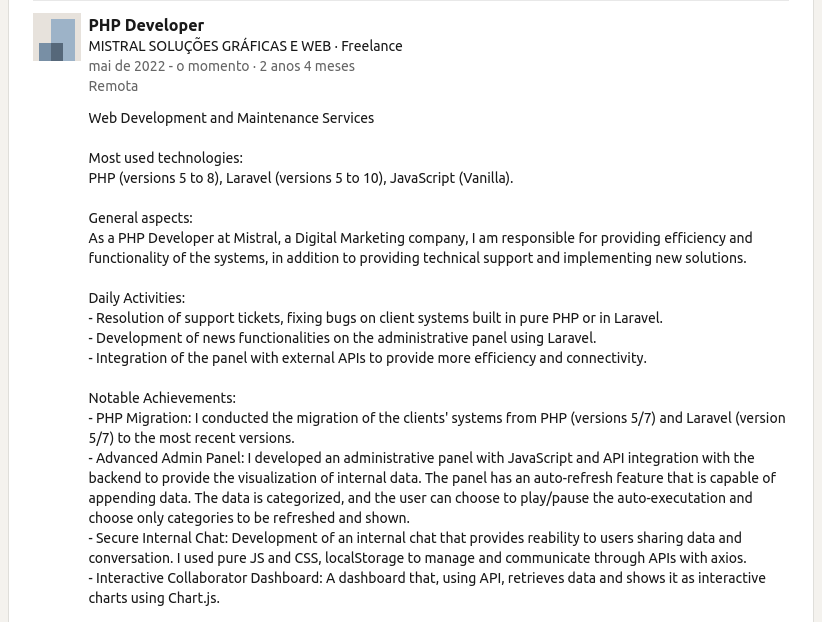 PHP Developer
MISTRAL SOLUÇÕES GRÁFICAS E WEB · Freelance
mai de 2022 - o momento · 2 anos 4 meses
Remota
Web Development and Maintenance Services
Most used technologies:
PHP (versions 5 to 8), Laravel (versions 5 to 10), JavaScript (Vanilla).
General aspects:
As a PHP Developer at Mistral, a Digital Marketing company, I am responsible for providing efficiency and
functionality of the systems, in addition to providing technical support and implementing new solutions.
Daily Activities:
- Resolution of support tickets, fixing bugs on client systems built in pure PHP or in Laravel.
- Development of news functionalities on the administrative panel using Laravel.
- Integration of the panel with external APIs to provide more efficiency and connectivity.
Notable Achievements:
- PHP Migration: I conducted the migration of the clients' systems from PHP (versions 5/7) and Laravel (version
5/7) to the most recent versions.
- Advanced Admin Panel: I developed an administrative panel with JavaScript and API integration with the
backend to provide the visualization of internal data. The panel has an auto-refresh feature that is capable of
appending data. The data is categorized, and the user can choose to play/pause the auto-executation and
choose only categories to be refreshed and shown.
- Secure Internal Chat: Development of an internal chat that provides reability to users sharing data and
conversation. I used pure JS and CSS, localStorage to manage and communicate through APIs with axios.
- Interactive Collaborator Dashboard: A dashboard that, using API, retrieves data and shows it as interactive
charts using Chart.js.